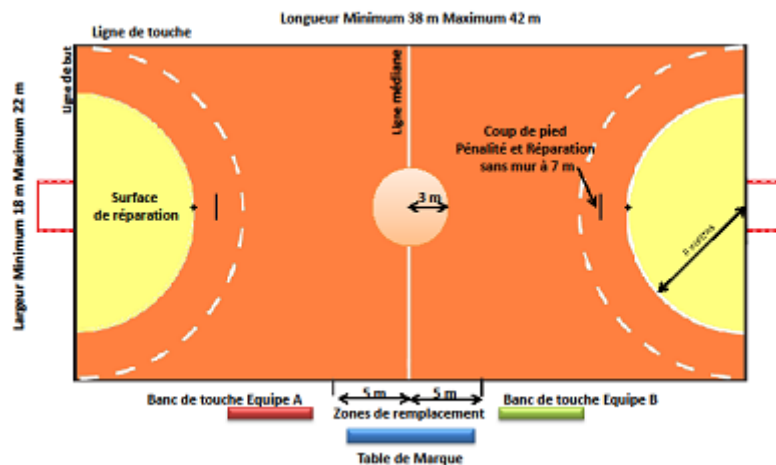 Longueur Minimum 38 m Maximum 42 m
Ligne de touche
Ligne de but
Largeur Minimum 18 m Maximum 22 m
Ligne médiane
Coup de pied
Pénalité et Réparation
sans mur à 7 m
Surface
de réparation
3 m
5 m
5 m
Banc de touche Equipe A
Zones de remplacement
Banc de touche Equipe B
Table de Marque